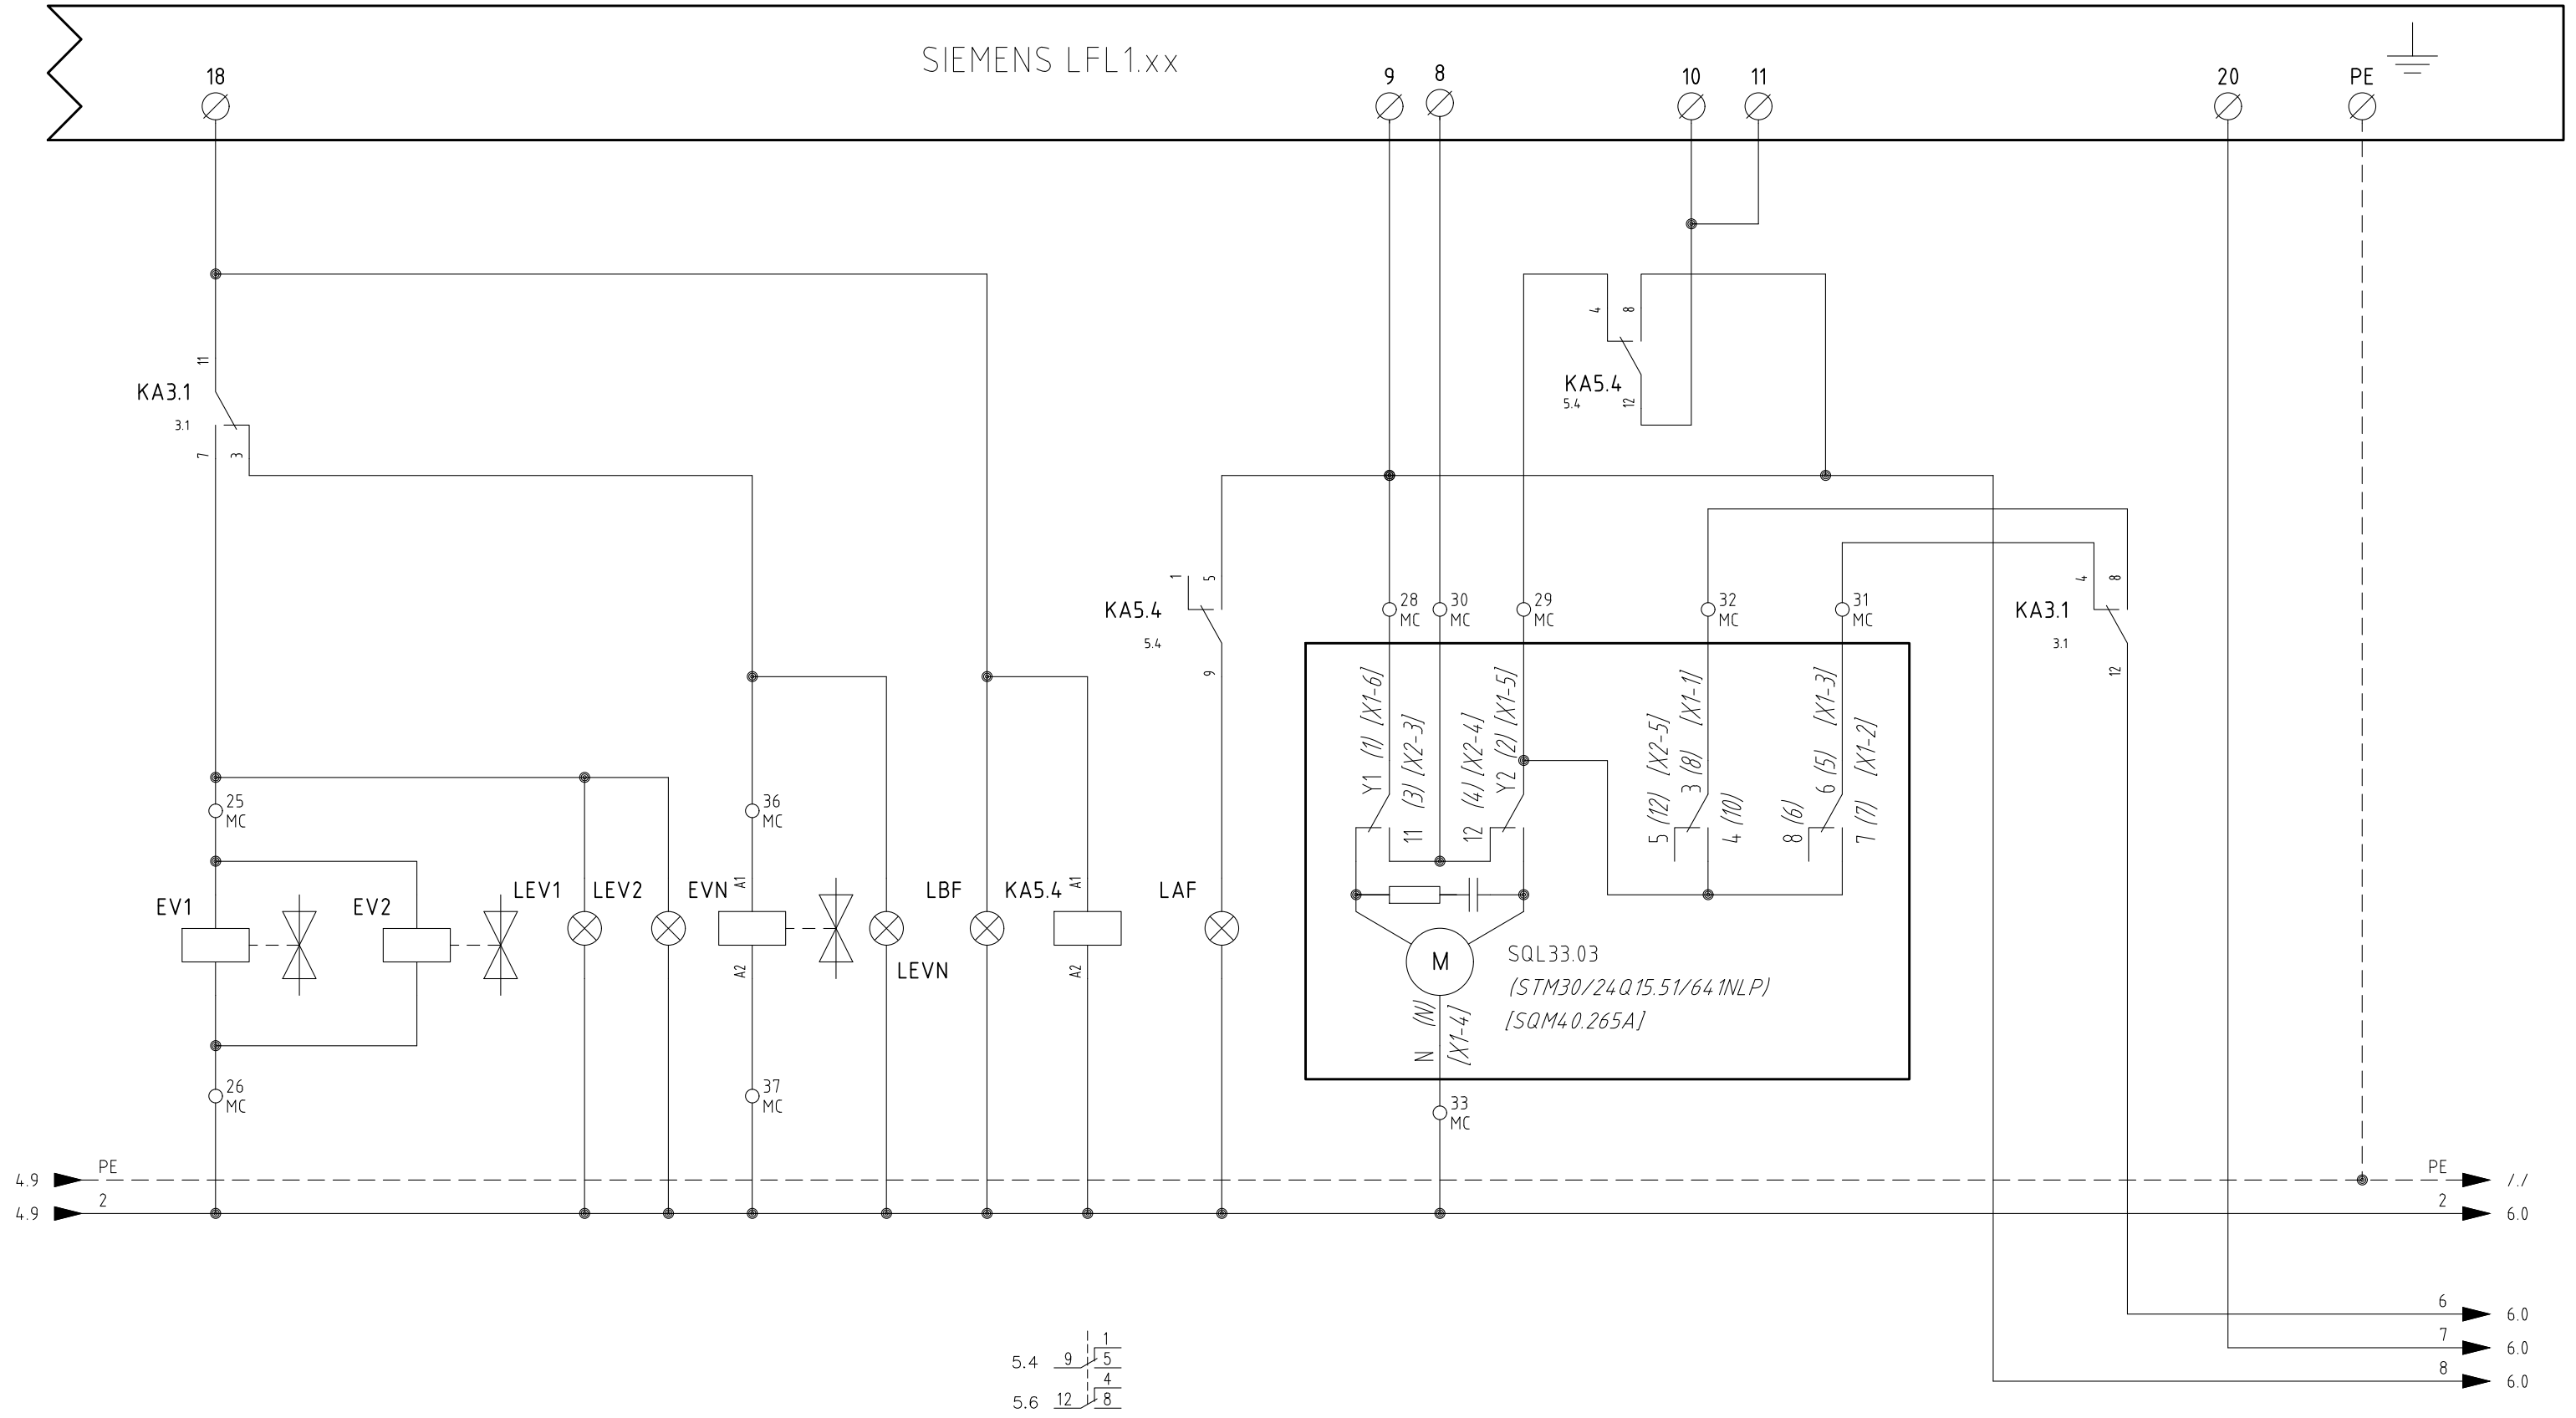 SIEMENS LFL1.xx
18
9
8
10
11
20
PE
11
KA3.1
3.1
7
3
4
8
KA5.4
5.4
12
1
5
KA5.4
5.4
9
28
MC
30
MC
29
MC
32
MC
31
MC
4
8
KA3.1
3.1
12
Y1 (1) [X1-6]
11 (3) [X2-3]
12 (4) [X2-4]
Y2 (2) [X1-5]
5 (12) [X2-5]
3 (8) [X1-1]
4 (10)
8 (6)
6 (5) [X1-3]
7 (7) [X1-2]
25
MC
36
MC
EV1
EV2
LEV1
LEV2
EVN
A1
A2
LEVN
LBF
KA5.4
A1
A2
LAF
M
SQL33.03
(STM30/24Q15.51/641NLP)
[SQM40.265A]
N (N)
[X1-4]
26
MC
37
MC
33
MC
4.9
PE
PE
/./
4.9
2
2
6.0
6
6.0
7
6.0
8
6.0
1
5.4 9 5
4
5.6 12 8